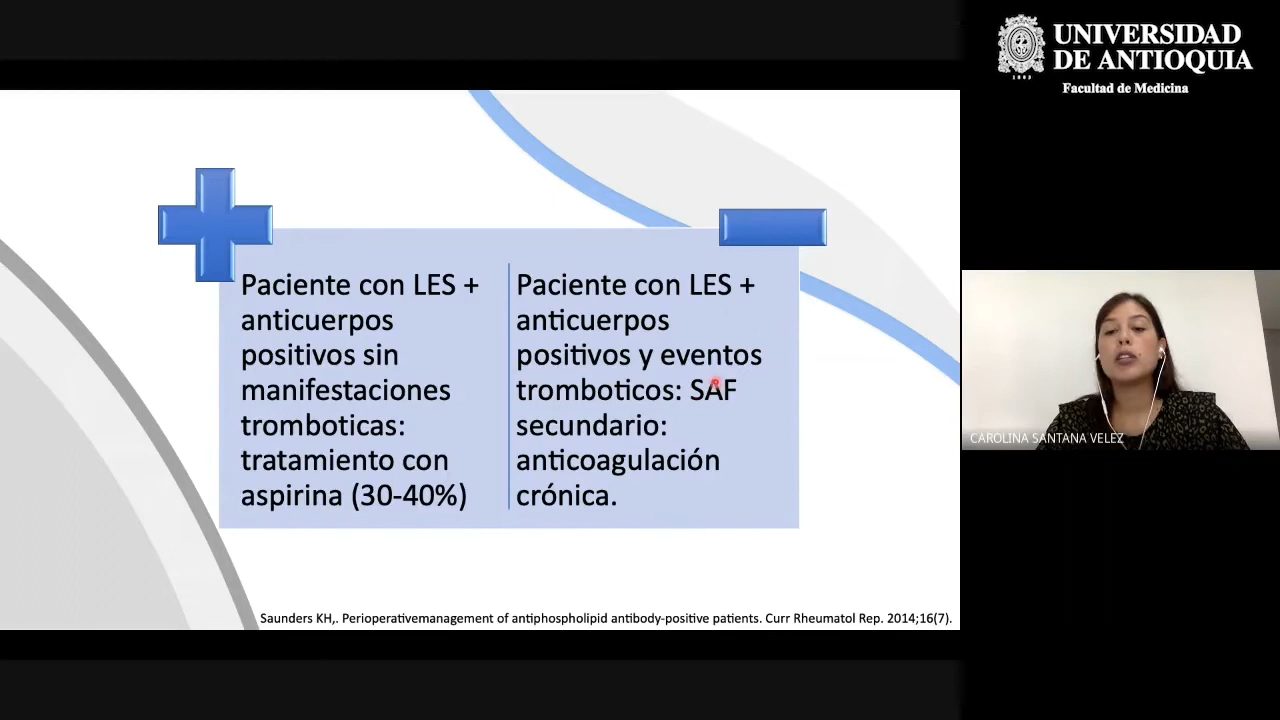 UNIVERSIDAD
DE ANTIOQUIA
1803
Facultad de Medicina
Paciente con LES +
anticuerpos
positivos sin
manifestaciones
tromboticas:
tratamiento con
aspirina (30-40%)
Paciente con LES +
anticuerpos
positivos y eventos
tromboticos: SAF
secundario:
anticoagulación
crónica.
CAROLINA SANTANA VELEZ
Saunders KH,. Perioperativemanagement of antiphospholipid antibody-positive patients. Curr Rheumatol Rep. 2014;16(7).